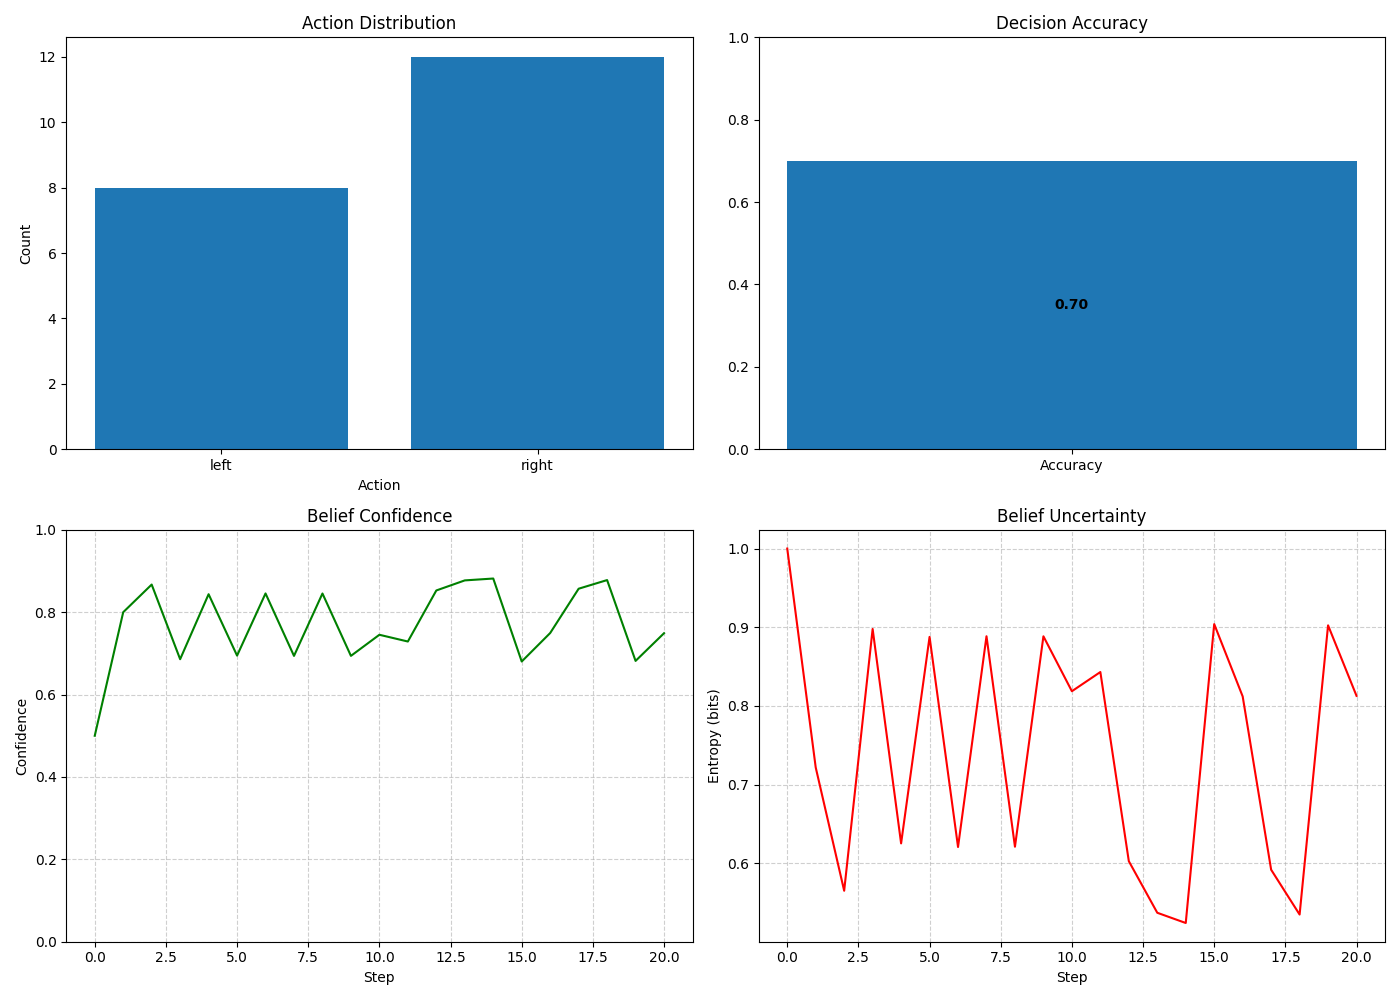 Action Distribution
12
10
8
6
4
2
0
Count
left
right
Action
Decision Accuracy
1.0
0.8
0.6
0.4
0.2
0.0
0.70
Accuracy
Belief Confidence
1.0
0.8
0.6
0.4
0.2
0.0
Confidence
0.0 2.5 5.0 7.5 10.0 12.5 15.0 17.5 20.0
Step
Belief Uncertainty
1.0
0.9
0.8
0.7
0.6
Entropy (bits)
0.0 2.5 5.0 7.5 10.0 12.5 15.0 17.5 20.0
Step